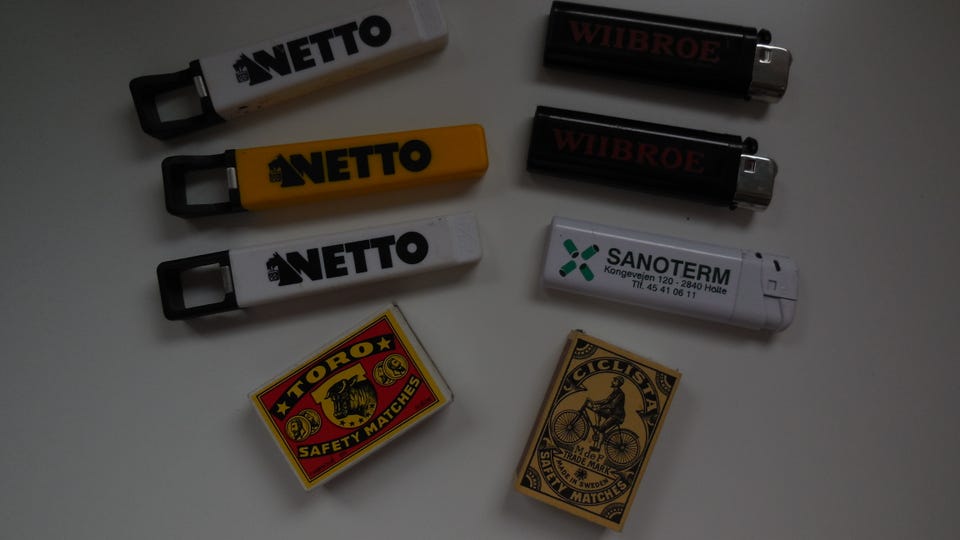 NETTO
NETTO
NETTO
WIIBROE
WIIBROE
SANOTERM
Kongevejen 120 - 2840 Holte
Tlf. 45 41 06 11
TORO
SAFETY MATCHES
CICLISTA
M de F
TRADE MARK
MADE IN SWEDEN
SAFETY MATCHES